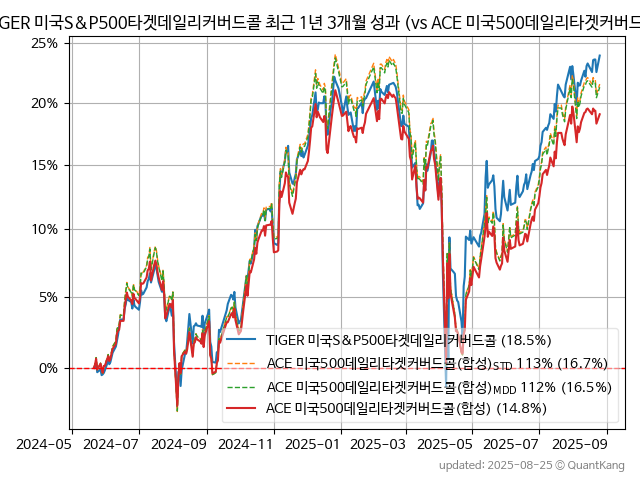 IGER 미국S&P500타겟데일리커버드콜 최근 1년 3개월 성과 (vs ACE 미국500데일리타겟커버드
25%
20%
15%
10%
5%
0%
TIGER 미국S&P500타겟데일리커버드콜 (18.5%)
ACE 미국500데일리타겟커버드콜(합성)STD 113% (16.7%)
ACE 미국500데일리타겟커버드콜(합성)MDD 112% (16.5%)
ACE 미국500데일리타겟커버드콜(합성) (14.8%)
2024-05 2024-07 2024-09 2024-11 2025-01 2025-03 2025-05 2025-07 2025-09
updated: 2025-08-25 © QuantKang